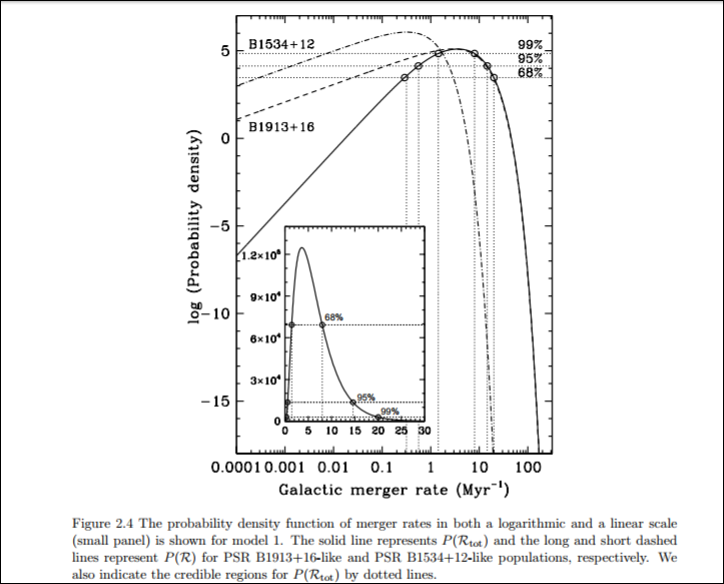 5
B1534+12
99%
95%
68%
0
B1913+16
log (Probability density)
−5
1.2×10⁵
9×10⁴
68%
−10
6×10⁴
3×10⁴
95%
−15
99%
0
0 5 10 15 20 25 30
0.0001 0.001 0.01 0.1 1 10 100
Galactic merger rate (Myr⁻¹)
Figure 2.4 The probability density function of merger rates in both a logarithmic and a linear scale
(small panel) is shown for model 1. The solid line represents P(R_tot) and the long and short dashed
lines represent P(R) for PSR B1913+16-like and PSR B1534+12-like populations, respectively. We
also indicate the credible regions for P(R_tot) by dotted lines.